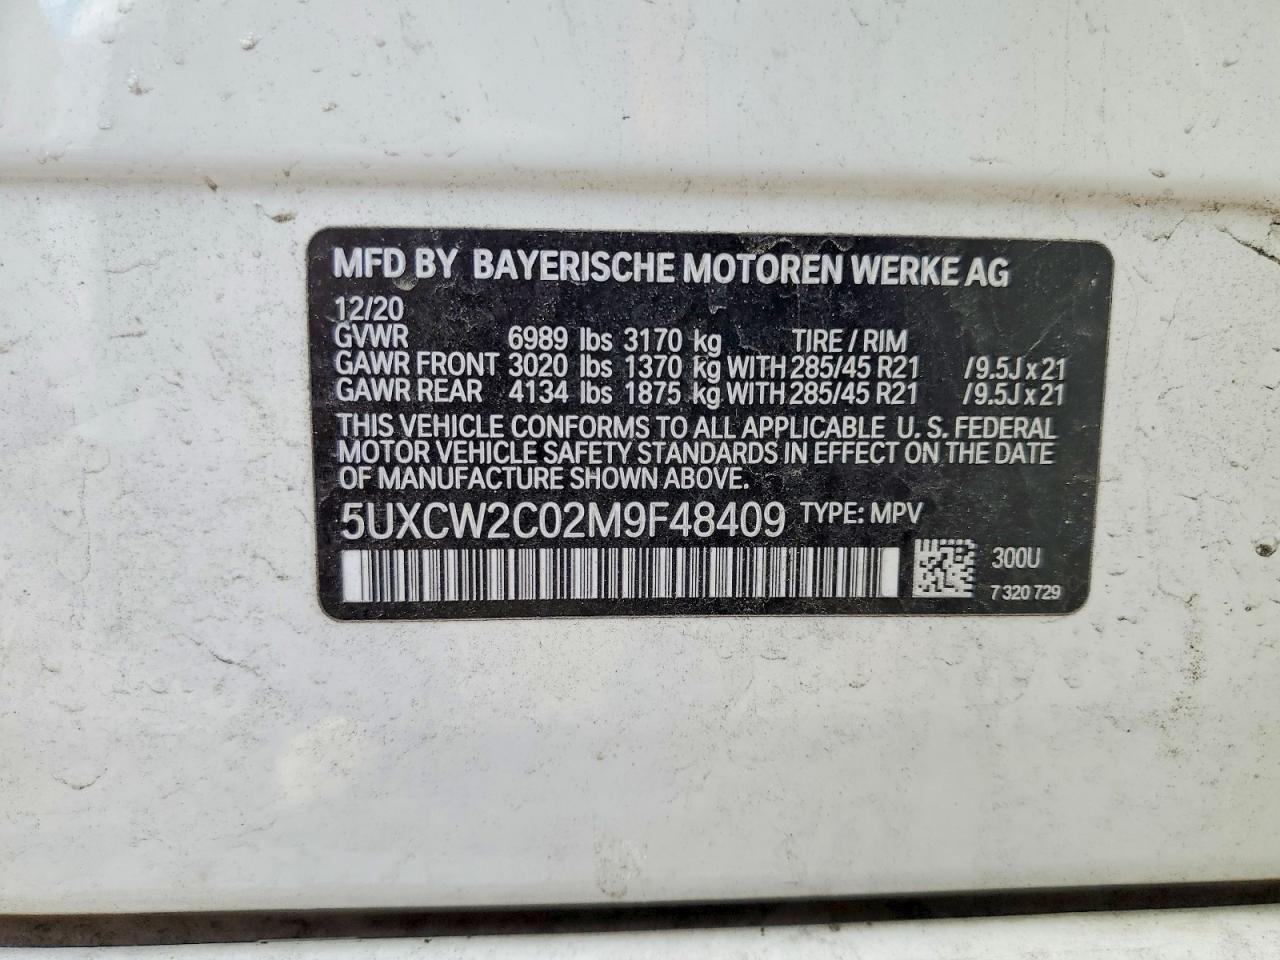 MFD BY BAYERISCHE MOTOREN WERKE AG
12/20
GVWR 6989 lbs 3170 kg TIRE / RIM
GAWR FRONT 3020 lbs 1370 kg WITH 285/45 R21 /9.5J x 21
GAWR REAR 4134 lbs 1875 kg WITH 285/45 R21 /9.5J x 21
THIS VEHICLE CONFORMS TO ALL APPLICABLE U. S. FEDERAL
MOTOR VEHICLE SAFETY STANDARDS IN EFFECT ON THE DATE
OF MANUFACTURE SHOWN ABOVE.
5UXCW2C02M9F48409 TYPE: MPV
300U
7 320 729